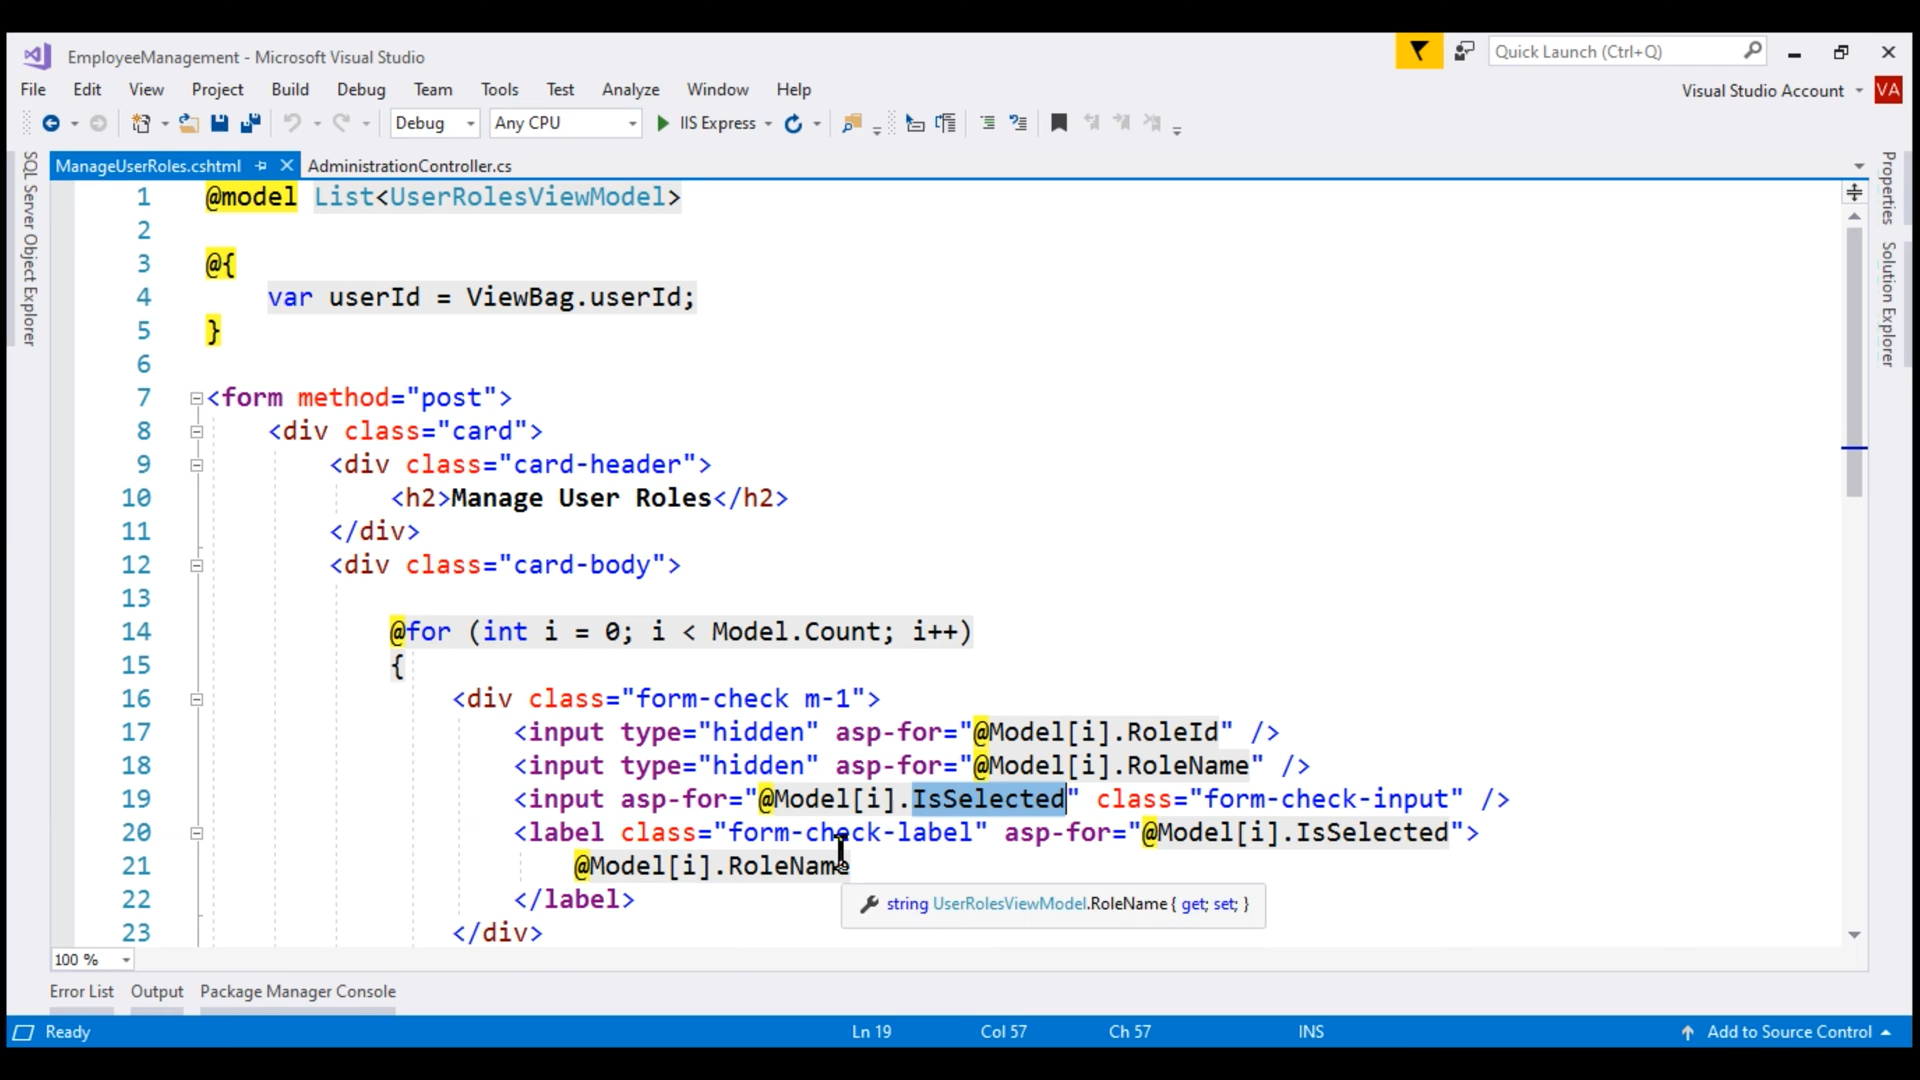 EmployeeManagement - Microsoft Visual Studio
Quick Launch (Ctrl+Q)
File Edit View Project Build Debug Team Tools Test Analyze Window Help
Visual Studio Account VA
Debug Any CPU IIS Express
SQL Server Object Explorer
ManageUserRoles.cshtml AdministrationController.cs
Properties
Solution Explorer
1 @model List<UserRolesViewModel>
2
3 @{
4 var userId = ViewBag.userId;
5 }
6
7 <form method="post">
8 <div class="card">
9 <div class="card-header">
10 <h2>Manage User Roles</h2>
11 </div>
12 <div class="card-body">
13
14 @for (int i = 0; i < Model.Count; i++)
15 {
16 <div class="form-check m-1">
17 <input type="hidden" asp-for="@Model[i].RoleId" />
18 <input type="hidden" asp-for="@Model[i].RoleName" />
19 <input asp-for="@Model[i].IsSelected" class="form-check-input" />
20 <label class="form-check-label" asp-for="@Model[i].IsSelected">
21 @Model[i].RoleName
22 </label>
string UserRolesViewModel.RoleName { get; set; }
23 </div>
100 %
Error List Output Package Manager Console
Ready Ln 19 Col 57 Ch 57 INS Add to Source Control